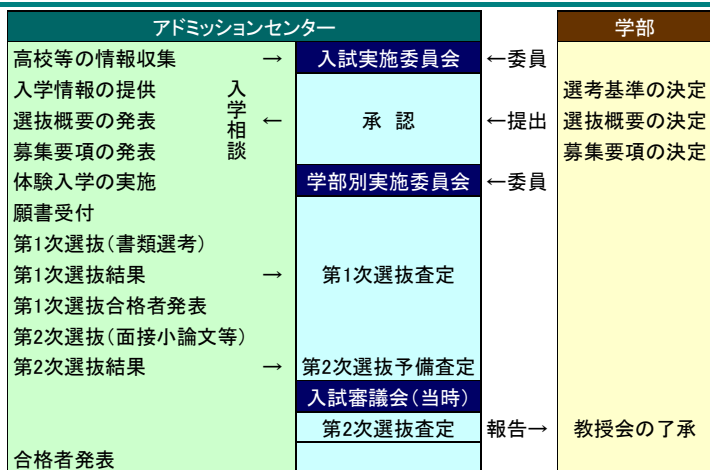 アドミッションセンター 学部
高校等の情報収集 → 入試実施委員会 ←委員
入学情報の提供 入学相談 選考基準の決定
選抜概要の発表 ← 承 認 ←提出 選抜概要の決定
募集要項の発表 募集要項の決定
体験入学の実施 学部別実施委員会 ←委員
願書受付
第1次選抜(書類選考)
第1次選抜結果 → 第1次選抜査定
第1次選抜合格者発表
第2次選抜(面接小論文等)
第2次選抜結果 → 第2次選抜予備査定
入試審議会(当時)
第2次選抜査定 報告→ 教授会の了承
合格者発表